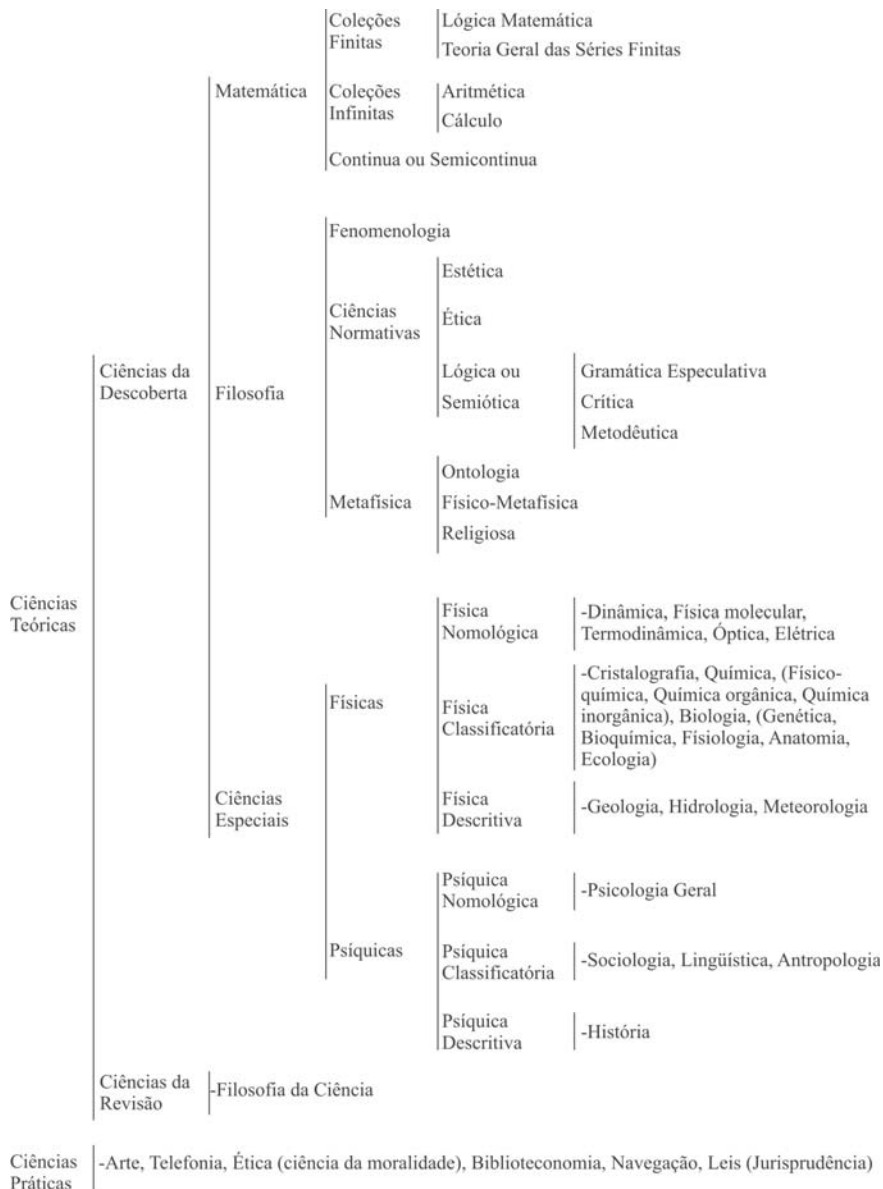 Coleções
Finitas
Lógica Matemática
Teoria Geral das Séries Finitas
Matemática
Coleções
Infinitas
Aritmética
Cálculo
Continua ou Semicontinua
Fenomenologia
Estética
Ciências
Normativas
Ética
Ciências da
Descoberta
Filosofia
Lógica ou
Semiótica
Gramática Especulativa
Crítica
Metodêutica
Metafísica
Ontologia
Físico-Metafísica
Religiosa
Ciências
Teóricas
Física
Nomológica
-Dinâmica, Física molecular,
Termodinâmica, Óptica, Elétrica
Físicas
Física
Classificatória
-Cristalografia, Química, (Físico-
química, Química orgânica, Química
inorgânica), Biologia, (Genética,
Bioquímica, Físiologia, Anatomia,
Ecologia)
Ciências
Especiais
Física
Descritiva
-Geologia, Hidrologia, Meteorologia
Psíquica
Nomológica
-Psicologia Geral
Psíquicas
Psíquica
Classificatória
-Sociologia, Lingüística, Antropologia
Psíquica
Descritiva
-História
Ciências da
Revisão
-Filosofia da Ciência
Ciências
Práticas
-Arte, Telefonia, Ética (ciência da moralidade), Biblioteconomia, Navegação, Leis (Jurisprudência)